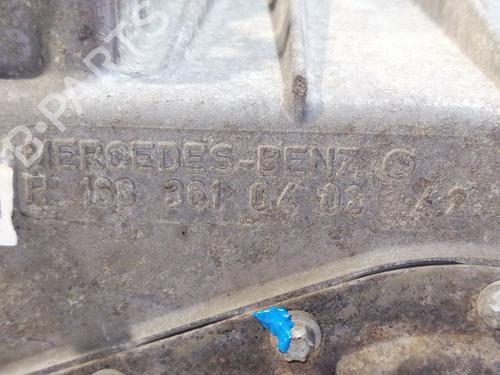 MERCEDES-BENZ
R 168 361 04 02
B-PARTS